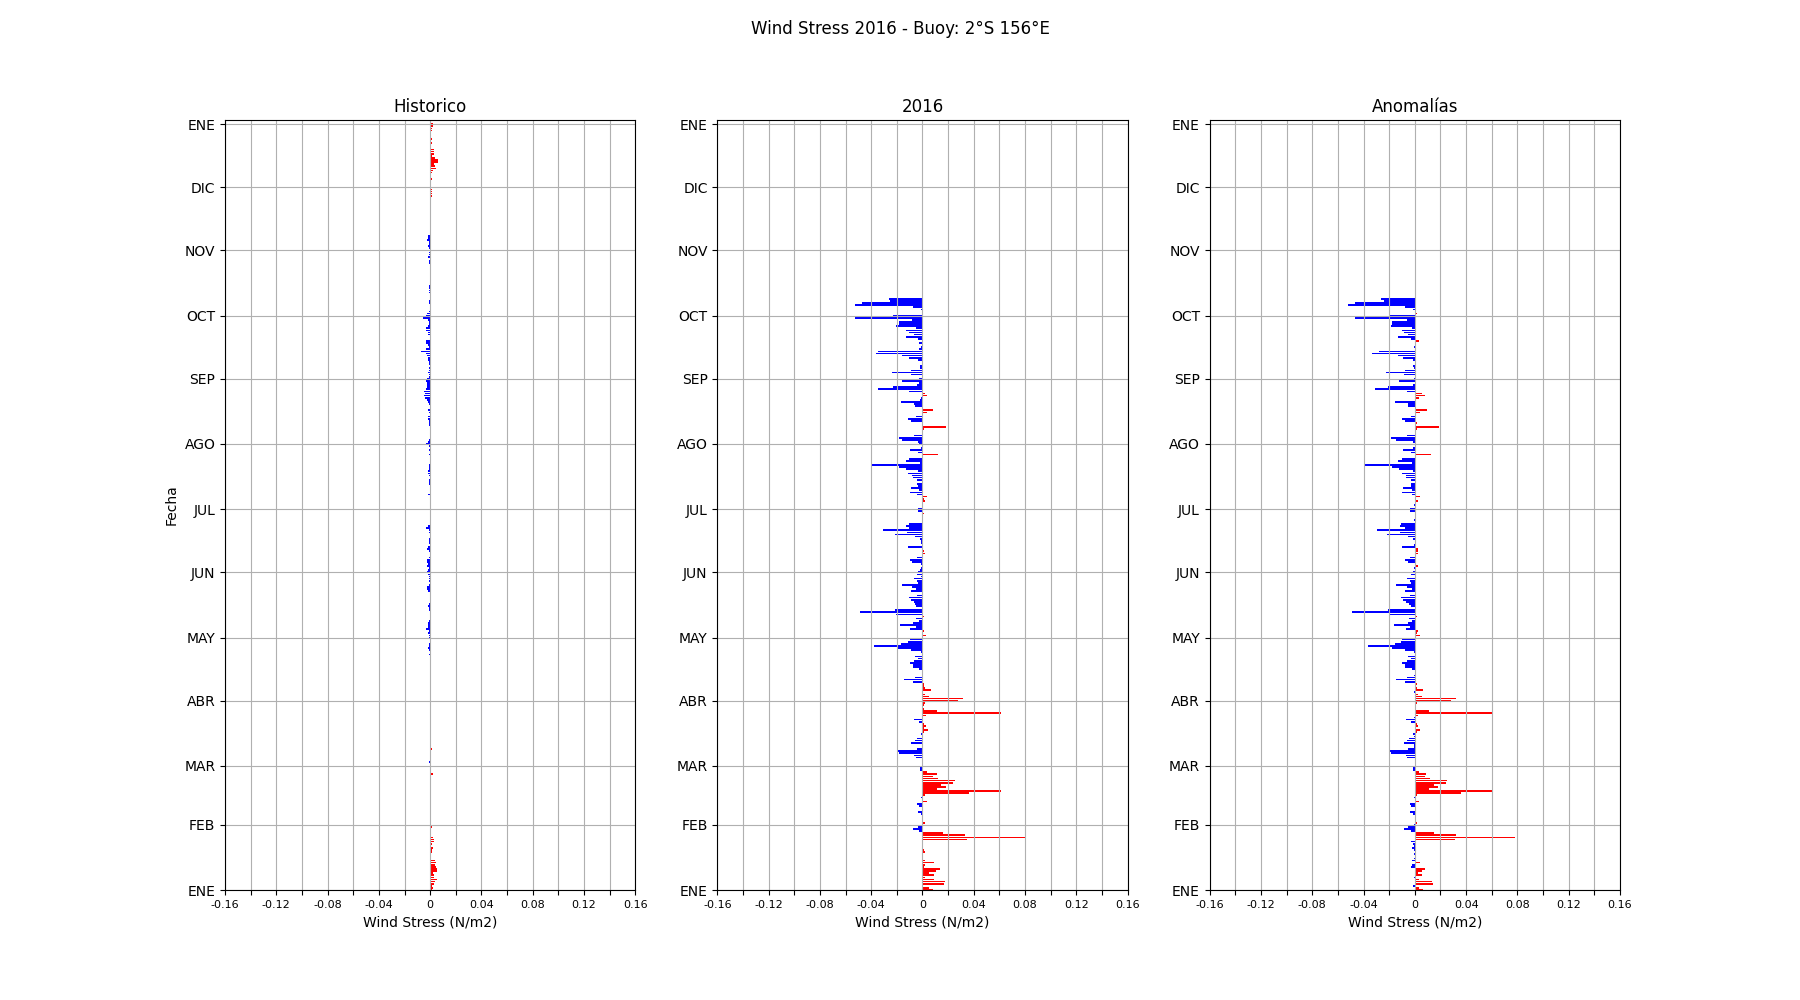 Wind Stress 2016 - Buoy: 2°S 156°E
Historico
Fecha
ENE
DIC
NOV
OCT
SEP
AGO
JUL
JUN
MAY
ABR
MAR
FEB
ENE
-0.16 -0.12 -0.08 -0.04 0 0.04 0.08 0.12 0.16
Wind Stress (N/m2)
2016
ENE
DIC
NOV
OCT
SEP
AGO
JUL
JUN
MAY
ABR
MAR
FEB
ENE
-0.16 -0.12 -0.08 -0.04 0 0.04 0.08 0.12 0.16
Wind Stress (N/m2)
Anomalías
ENE
DIC
NOV
OCT
SEP
AGO
JUL
JUN
MAY
ABR
MAR
FEB
ENE
-0.16 -0.12 -0.08 -0.04 0 0.04 0.08 0.12 0.16
Wind Stress (N/m2)